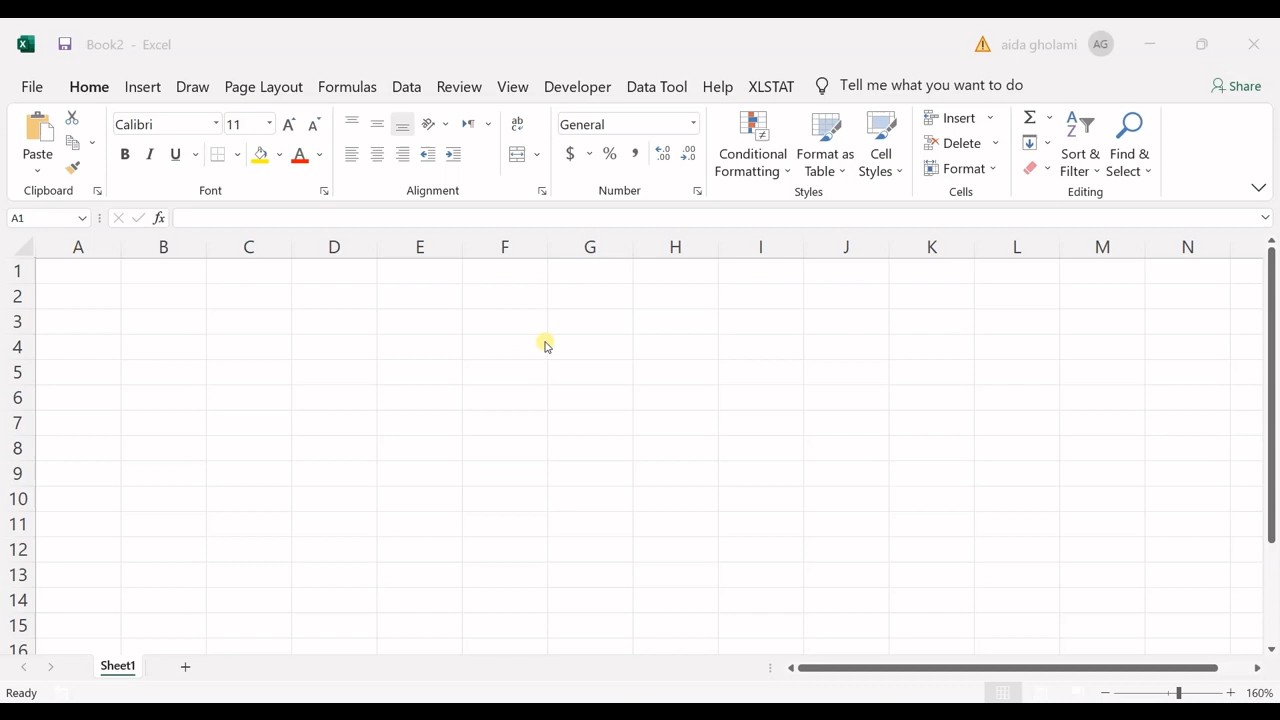 Book2 - Excel
aida gholami AG
File Home Insert Draw Page Layout Formulas Data Review View Developer Data Tool Help XLSTAT Tell me what you want to do Share
Paste
Clipboard
Calibri 11
B I U A
Font
ab
Alignment
General
$ % ,
Number
Conditional Formatting
Format as Table
Cell Styles
Styles
Insert
Delete
Format
Cells
Sort & Filter
Find & Select
Editing
A1 fx
A B C D E F G H I J K L M N
1
2
3
4
5
6
7
8
9
10
11
12
13
14
15
16
Sheet1
Ready 160%